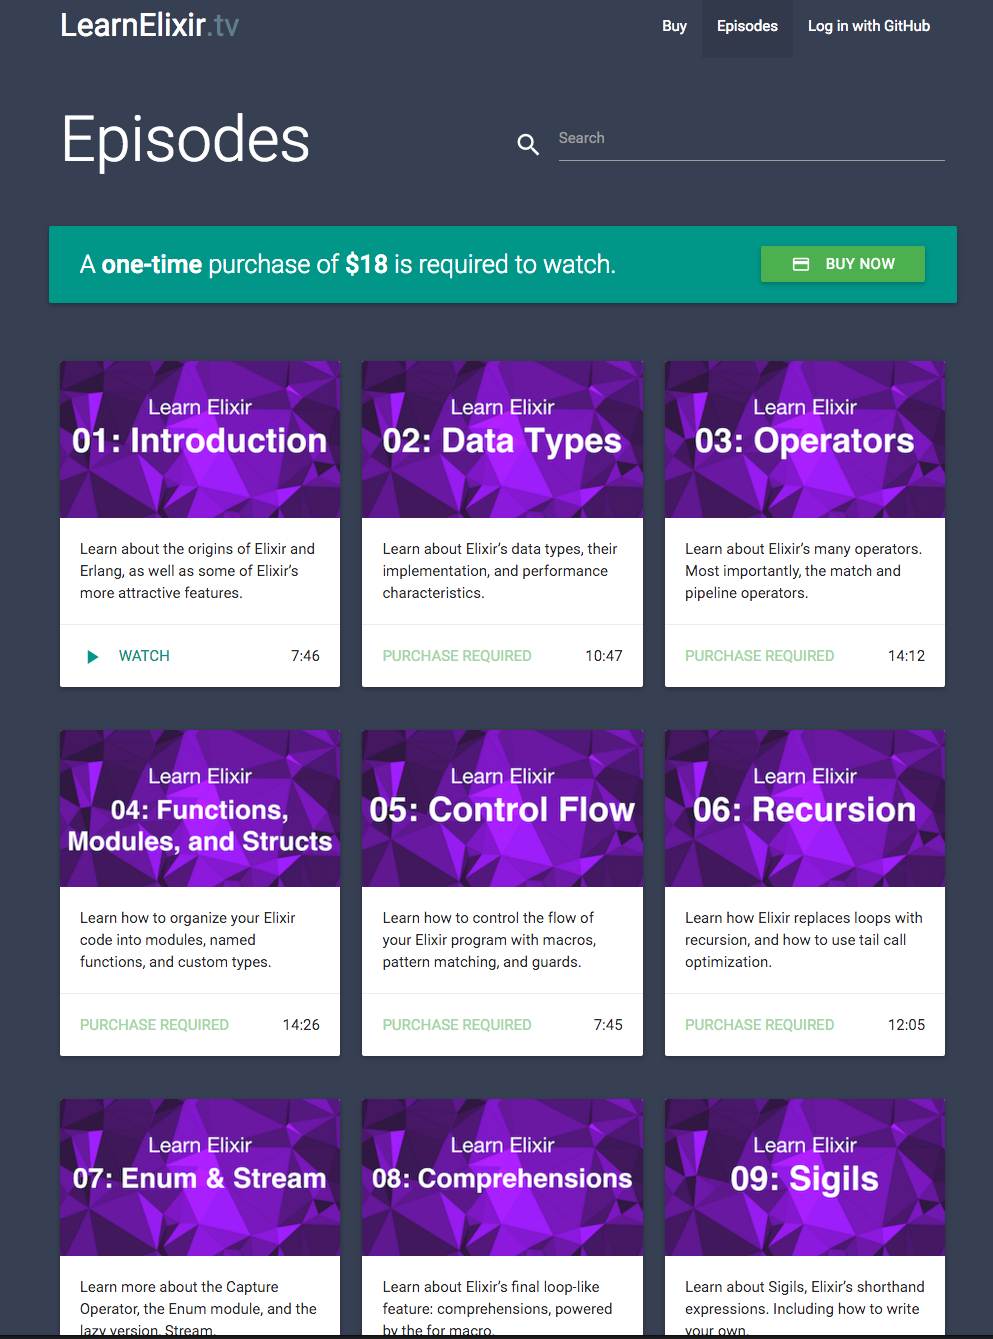 LearnElixir.tv
Buy
Episodes
Log in with GitHub
Episodes
Search
A one-time purchase of $18 is required to watch.
BUY NOW
Learn Elixir
01: Introduction
Learn about the origins of Elixir and
Erlang, as well as some of Elixir's
more attractive features.
WATCH
7:46
Learn Elixir
02: Data Types
Learn about Elixir's data types, their
implementation, and performance
characteristics.
PURCHASE REQUIRED
10:47
Learn Elixir
03: Operators
Learn about Elixir's many operators.
Most importantly, the match and
pipeline operators.
PURCHASE REQUIRED
14:12
Learn Elixir
04: Functions,
Modules, and Structs
Learn how to organize your Elixir
code into modules, named
functions, and custom types.
PURCHASE REQUIRED
14:26
Learn Elixir
05: Control Flow
Learn how to control the flow of
your Elixir program with macros,
pattern matching, and guards.
PURCHASE REQUIRED
7:45
Learn Elixir
06: Recursion
Learn how Elixir replaces loops with
recursion, and how to use tail call
optimization.
PURCHASE REQUIRED
12:05
Learn Elixir
07: Enum & Stream
Learn more about the Capture
Operator, the Enum module, and the
lazy version, Stream.
Learn Elixir
08: Comprehensions
Learn about Elixir's final loop-like
feature: comprehensions, powered
by the for macro.
Learn Elixir
09: Sigils
Learn about Sigils, Elixir's shorthand
expressions. Including how to write
your own.